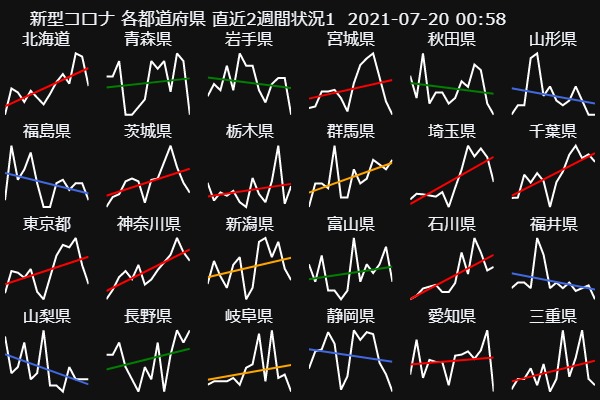 新型コロナ 各都道府県 直近2週間状況1 2021-07-20 00:58
北海道 青森県 岩手県 宮城県 秋田県 山形県
福島県 茨城県 栃木県 群馬県 埼玉県 千葉県
東京都 神奈川県 新潟県 富山県 石川県 福井県
山梨県 長野県 岐阜県 静岡県 愛知県 三重県